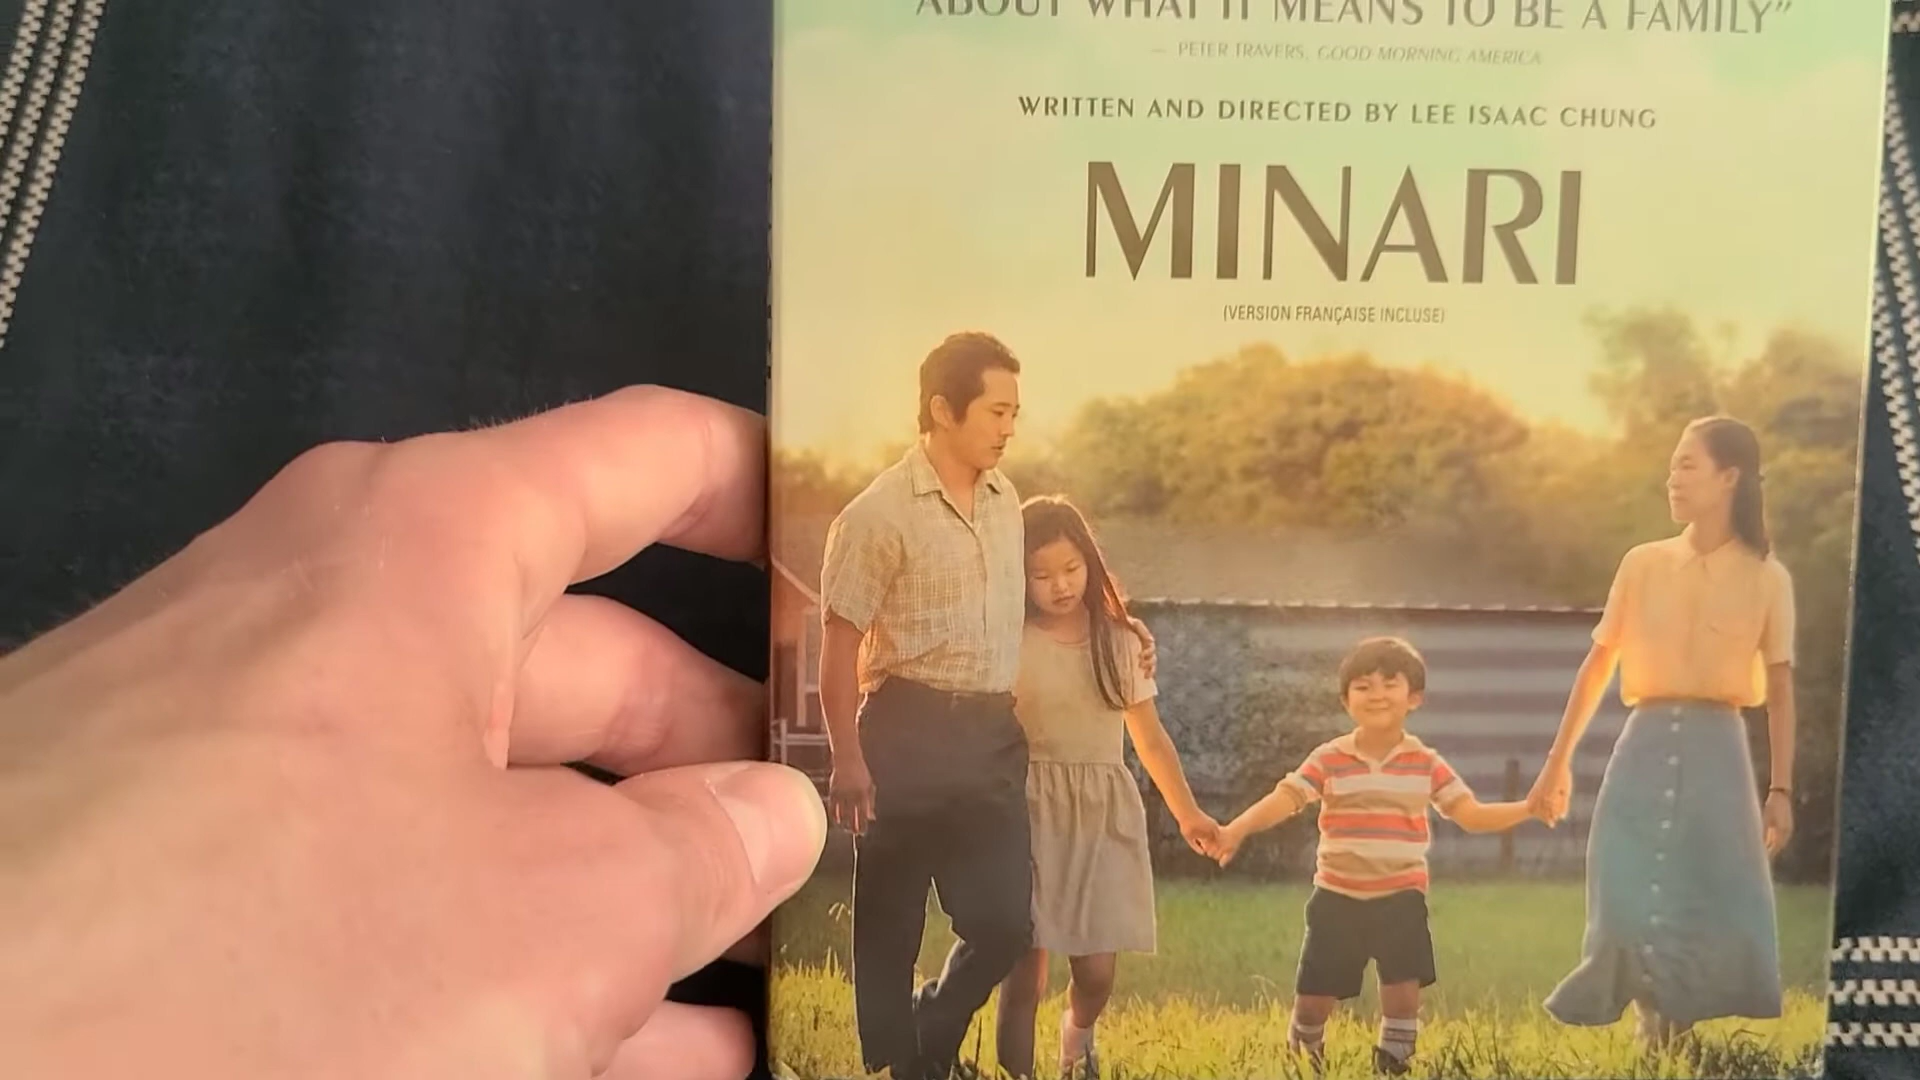 ABOUT WHAT IT MEANS TO BE A FAMILY”
— PETER TRAVERS, GOOD MORNING AMERICA
WRITTEN AND DIRECTED BY LEE ISAAC CHUNG
MINARI
(VERSION FRANÇAISE INCLUSE)